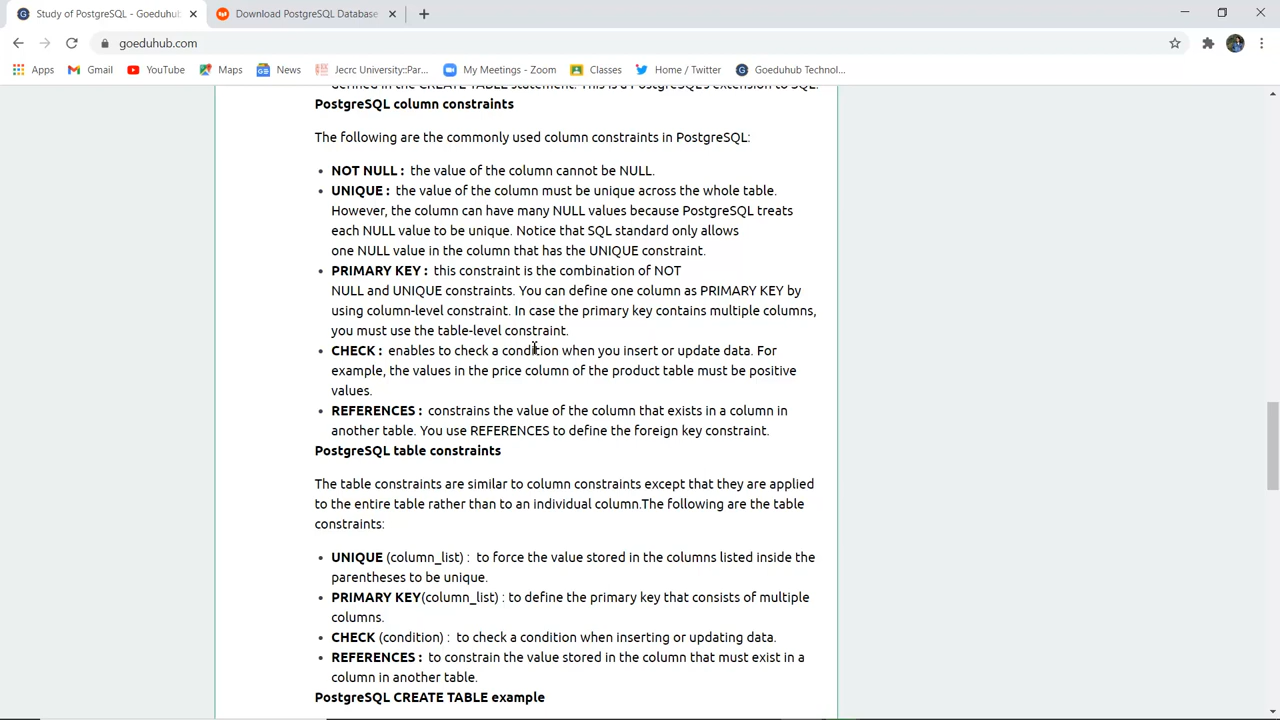 Study of PostgreSQL - Goeduhub
Download PostgreSQL Database
goeduhub.com
Apps
Gmail
YouTube
Maps
News
Jecrc University::Par...
My Meetings - Zoom
Classes
Home / Twitter
Goeduhub Technol...
defined in the CREATE TABLE statement. This is a PostgreSQL's extension to SQL.
PostgreSQL column constraints
The following are the commonly used column constraints in PostgreSQL:
• NOT NULL : the value of the column cannot be NULL.
• UNIQUE : the value of the column must be unique across the whole table.
However, the column can have many NULL values because PostgreSQL treats
each NULL value to be unique. Notice that SQL standard only allows
one NULL value in the column that has the UNIQUE constraint.
• PRIMARY KEY : this constraint is the combination of NOT
NULL and UNIQUE constraints. You can define one column as PRIMARY KEY by
using column-level constraint. In case the primary key contains multiple columns,
you must use the table-level constraint.
• CHECK : enables to check a condition when you insert or update data. For
example, the values in the price column of the product table must be positive
values.
• REFERENCES : constrains the value of the column that exists in a column in
another table. You use REFERENCES to define the foreign key constraint.
PostgreSQL table constraints
The table constraints are similar to column constraints except that they are applied
to the entire table rather than to an individual column.The following are the table
constraints:
• UNIQUE (column_list) : to force the value stored in the columns listed inside the
parentheses to be unique.
• PRIMARY KEY(column_list) : to define the primary key that consists of multiple
columns.
• CHECK (condition) : to check a condition when inserting or updating data.
• REFERENCES : to constrain the value stored in the column that must exist in a
column in another table.
PostgreSQL CREATE TABLE example